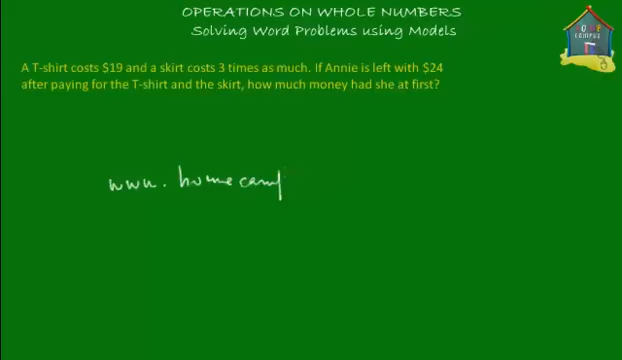 OPERATIONS ON WHOLE NUMBERS
Solving Word Problems using Models
A T-shirt costs $19 and a skirt costs 3 times as much. If Annie is left with $24
after paying for the T-shirt and the skirt, how much money had she at first?
www.homecamp